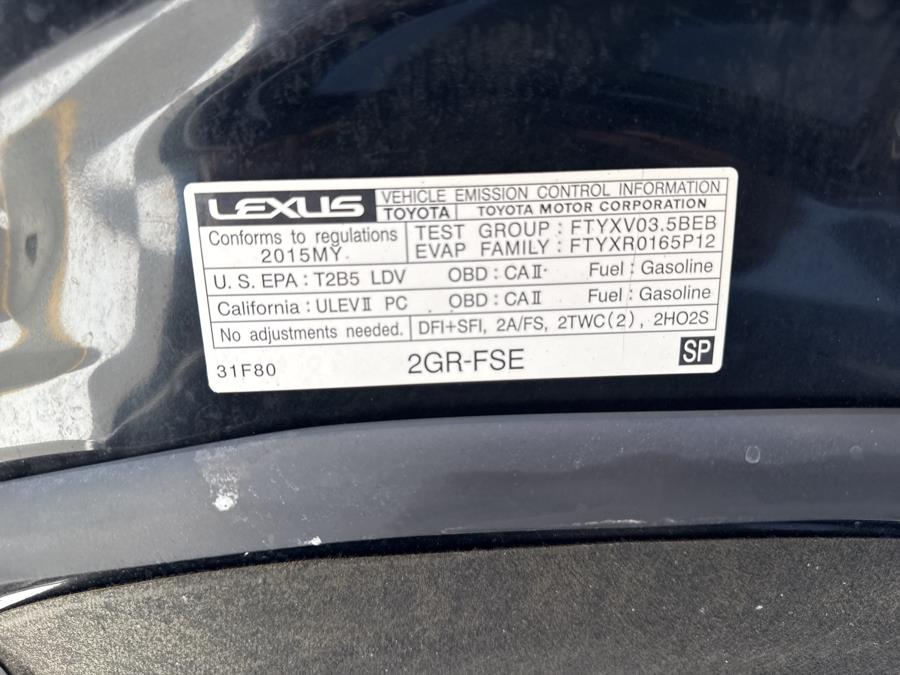 LEXUS VEHICLE EMISSION CONTROL INFORMATION
TOYOTA TOYOTA MOTOR CORPORATION
Conforms to regulations
2015MY
TEST GROUP : FTYXV03.5BEB
EVAP FAMILY : FTYXR0165P12
U. S. EPA : T2B5 LDV OBD : CAⅡ Fuel : Gasoline
California : ULEVⅡ PC OBD : CAⅡ Fuel : Gasoline
No adjustments needed. DFI+SFI, 2A/FS, 2TWC(2), 2HO2S
31F80 2GR-FSE SP